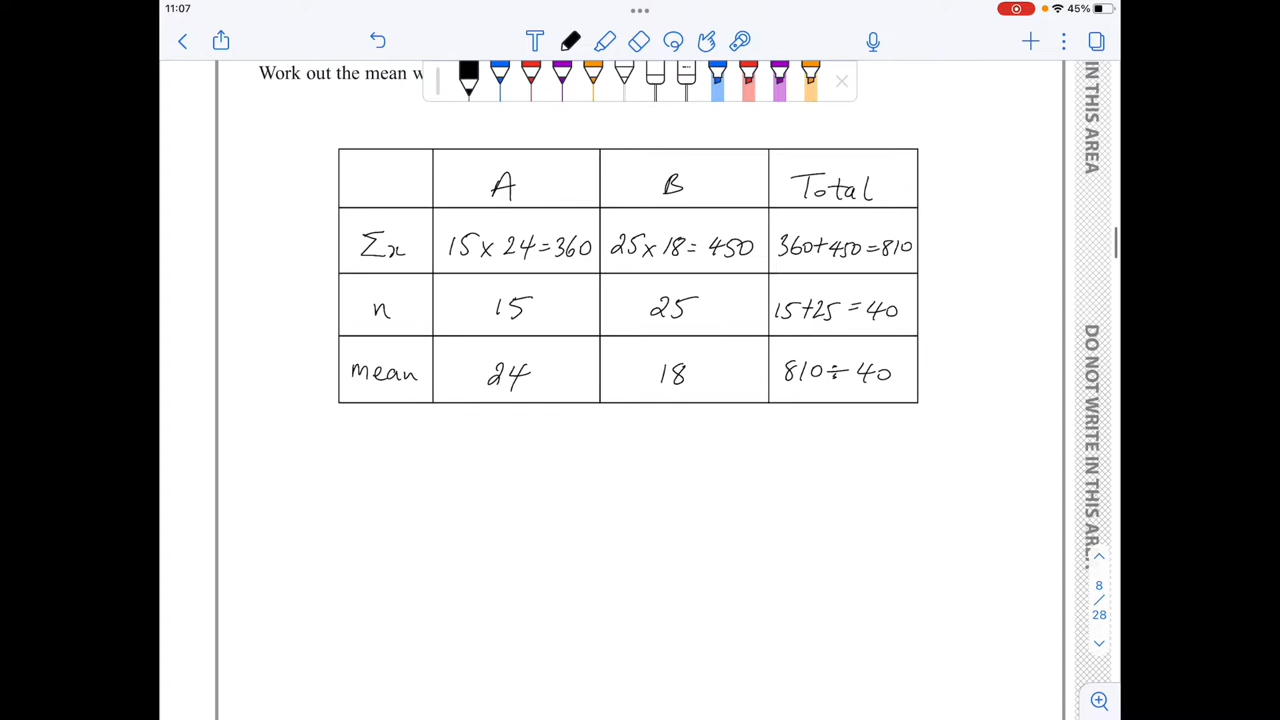 11:07
45%
Work out the mean w
IN THIS AREA
A B Total
Σx 15 x 24 = 360 25 x 18 = 450 360+450=810
n 15 25 15+25 = 40
mean 24 18 810 ÷ 40
DO NOT WRITE IN THIS AREA
8
/
28